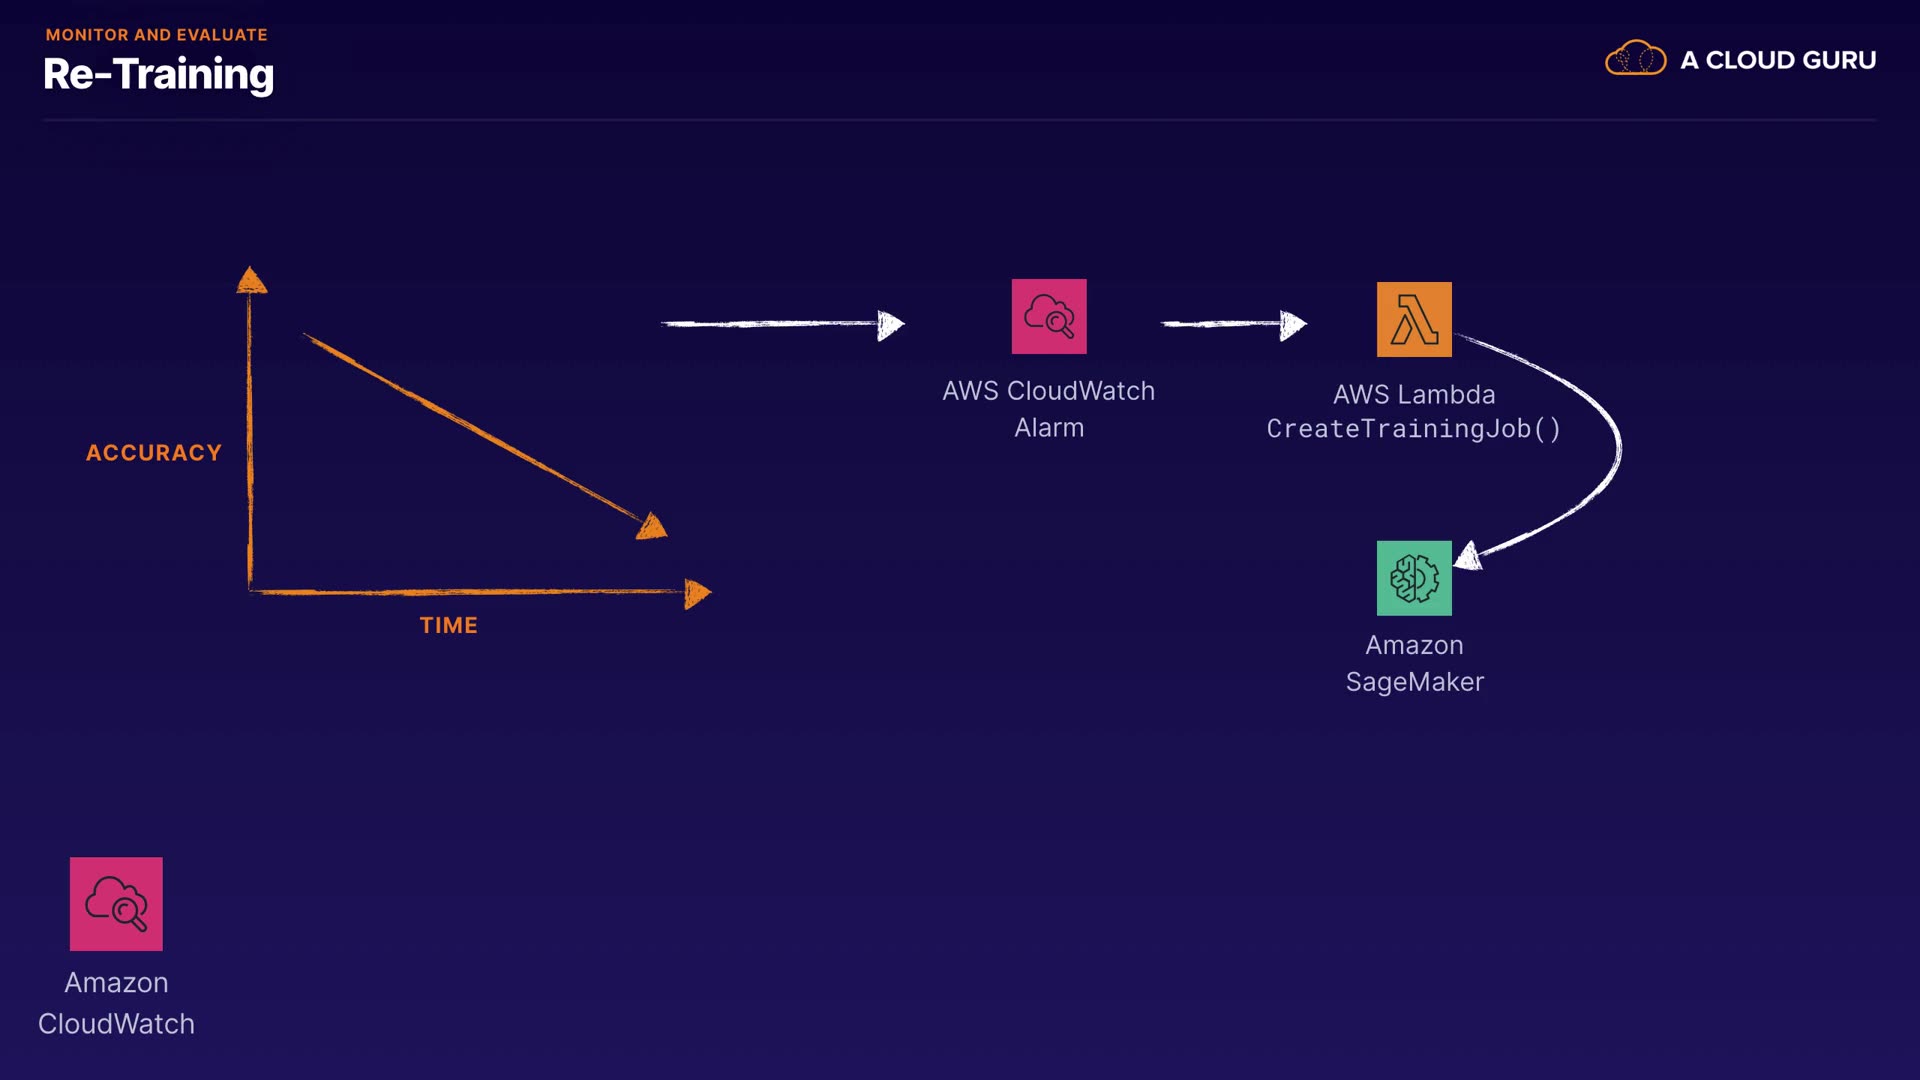 MONITOR AND EVALUATE
Re-Training
A CLOUD GURU
ACCURACY
TIME
AWS CloudWatch
Alarm
AWS Lambda
CreateTrainingJob()
Amazon
SageMaker
Amazon
CloudWatch